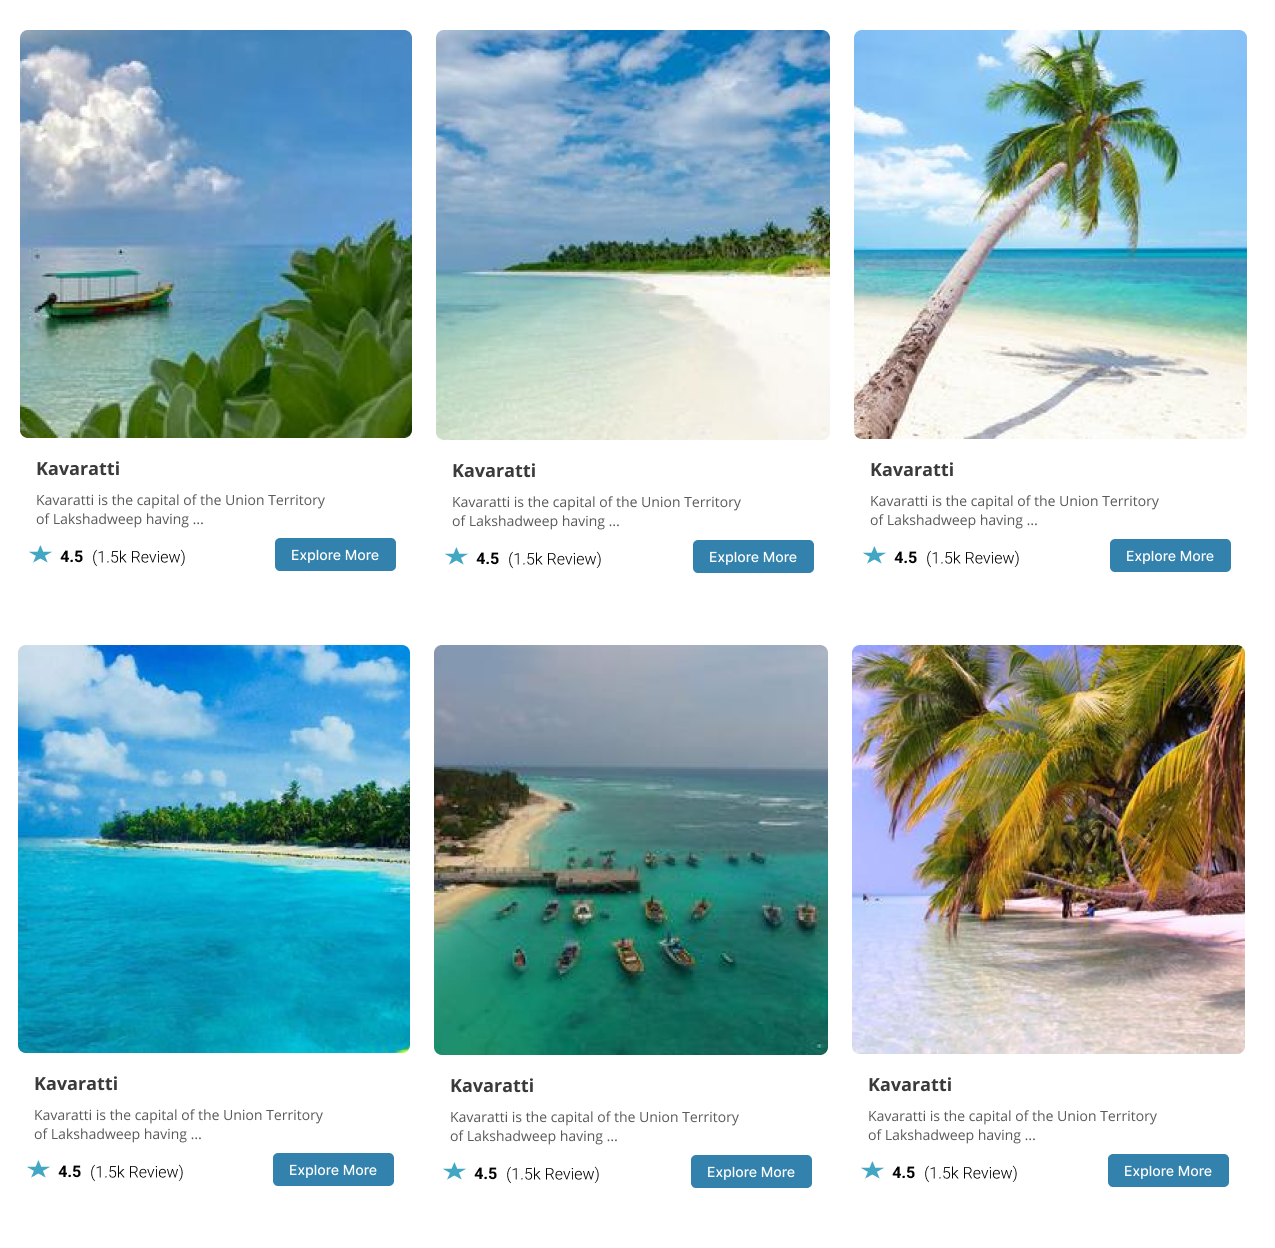 Kavaratti
Kavaratti is the capital of the Union Territory
of Lakshadweep having ...
4.5 (1.5k Review)
Explore More
Kavaratti
Kavaratti is the capital of the Union Territory
of Lakshadweep having ...
4.5 (1.5k Review)
Explore More
Kavaratti
Kavaratti is the capital of the Union Territory
of Lakshadweep having ...
4.5 (1.5k Review)
Explore More
Kavaratti
Kavaratti is the capital of the Union Territory
of Lakshadweep having ...
4.5 (1.5k Review)
Explore More
Kavaratti
Kavaratti is the capital of the Union Territory
of Lakshadweep having ...
4.5 (1.5k Review)
Explore More
Kavaratti
Kavaratti is the capital of the Union Territory
of Lakshadweep having ...
4.5 (1.5k Review)
Explore More